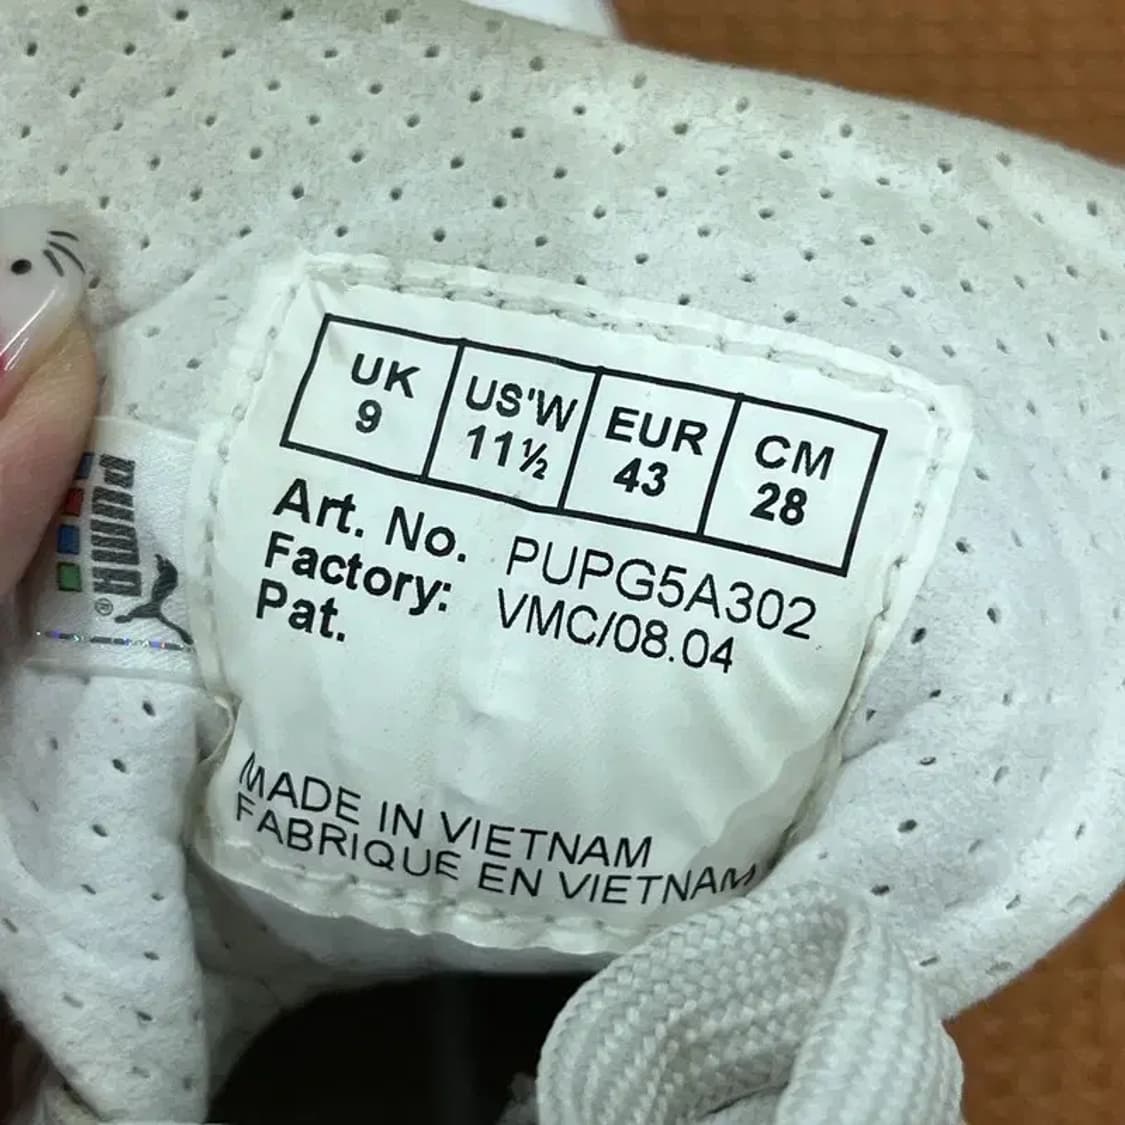 UK US'W EUR CM
9 11½ 43 28
Art. No. PUPG5A302
Factory: VMC/08.04
Pat.
MADE IN VIETNAM
FABRIQUE EN VIETNAM
PUMA®